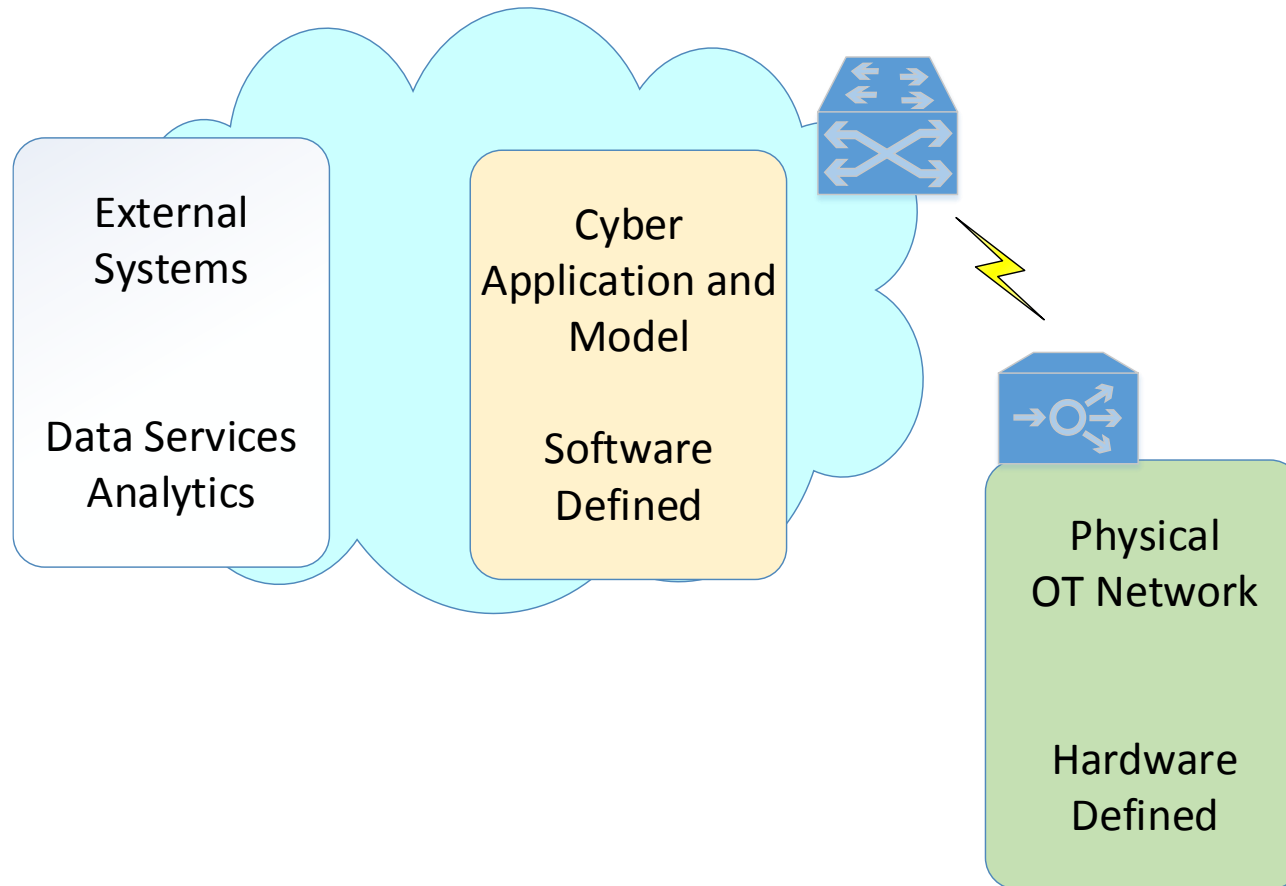 External
Systems
Data Services
Analytics
Cyber
Application and
Model
Software
Defined
Physical
OT Network
Hardware
Defined